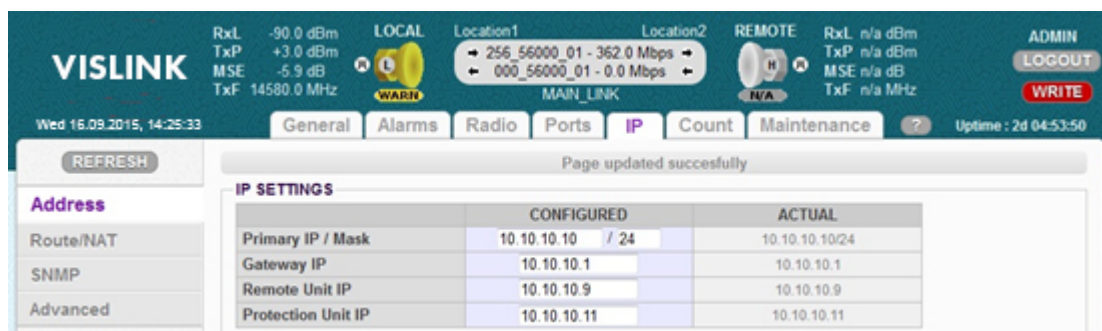 VISLINK
RxL -90.0 dBm
TxP +3.0 dBm
MSE -5.9 dB
TxF 14580.0 MHz
LOCAL
R
L
WARN
Location1 Location2
→ 256_56000_01 - 362.0 Mbps →
← 000_56000_01 - 0.0 Mbps ←
MAIN_LINK
REMOTE
H
N/A
RxL n/a dBm
TxP n/a dBm
MSE n/a dB
TxF n/a MHz
ADMIN
LOGOUT
WRITE
Wed 16.09.2015, 14:25:33
General Alarms Radio Ports IP Count Maintenance ?
Uptime : 2d 04:53:50
REFRESH
Address
Route/NAT
SNMP
Advanced
Page updated succesfully
IP SETTINGS
CONFIGURED ACTUAL
Primary IP / Mask 10.10.10.10 / 24 10.10.10.10/24
Gateway IP 10.10.10.1 10.10.10.1
Remote Unit IP 10.10.10.9 10.10.10.9
Protection Unit IP 10.10.10.11 10.10.10.11